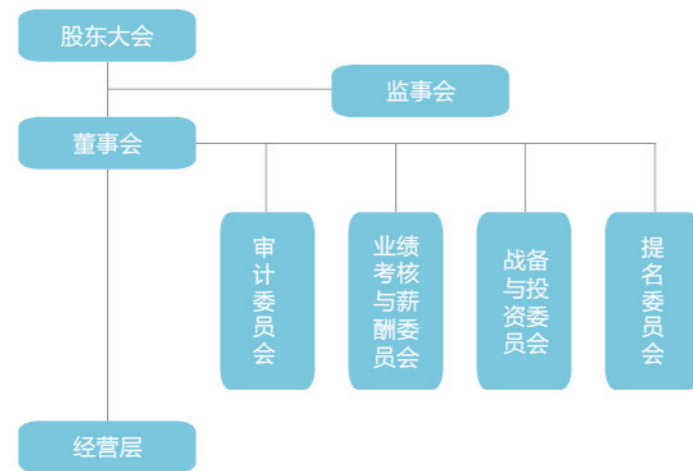 股东大会
监事会
董事会
审计委员会
业绩
考核
与薪
酬委
员会
战备
与投
资委
员会
提名委员会
经营层